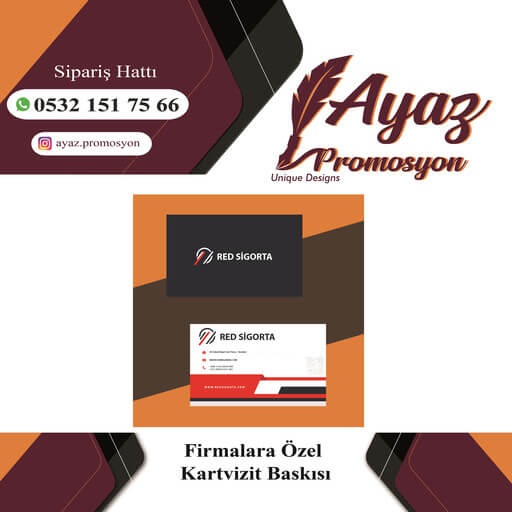 Sipariş Hattı
0532 151 75 66
ayaz.promosyon
Ayaz
Promosyon
Unique Designs
RED SİGORTA
RED SİGORTA
Firmalara Özel
Kartvizit Baskısı